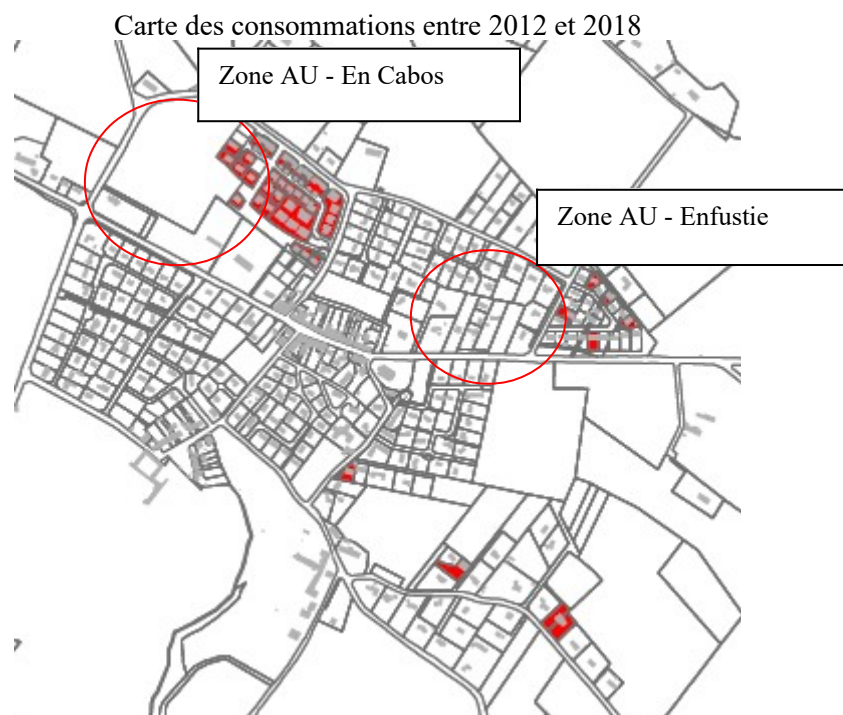 Carte des consommations entre 2012 et 2018
Zone AU - En Cabos
Zone AU - Enfustie